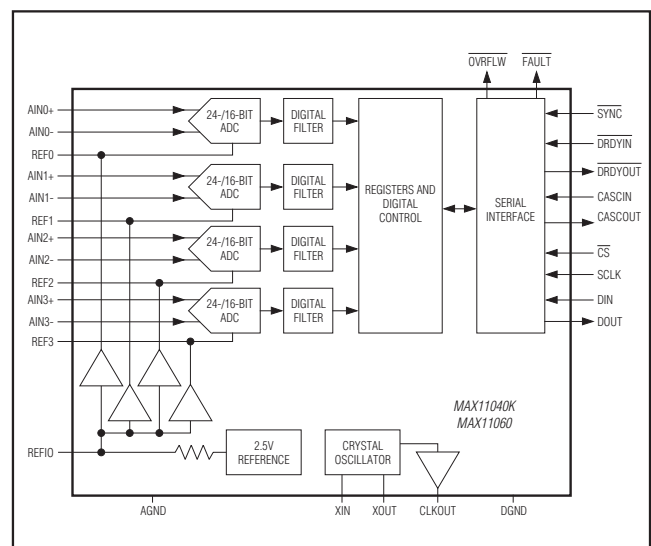 OVRFLW FAULT
AIN0+
AIN0-
REF0
AIN1+
AIN1-
REF1
AIN2+
AIN2-
REF2
AIN3+
AIN3-
REF3
REFIO
24-/16-BIT
ADC
DIGITAL
FILTER
24-/16-BIT
ADC
DIGITAL
FILTER
24-/16-BIT
ADC
DIGITAL
FILTER
24-/16-BIT
ADC
DIGITAL
FILTER
REGISTERS AND
DIGITAL
CONTROL
SERIAL
INTERFACE
SYNC
DRDYIN
DRDYOUT
CASCIN
CASCOUT
CS
SCLK
DIN
DOUT
MAX11040K
MAX11060
2.5V
REFERENCE
CRYSTAL
OSCILLATOR
AGND XIN XOUT CLKOUT DGND